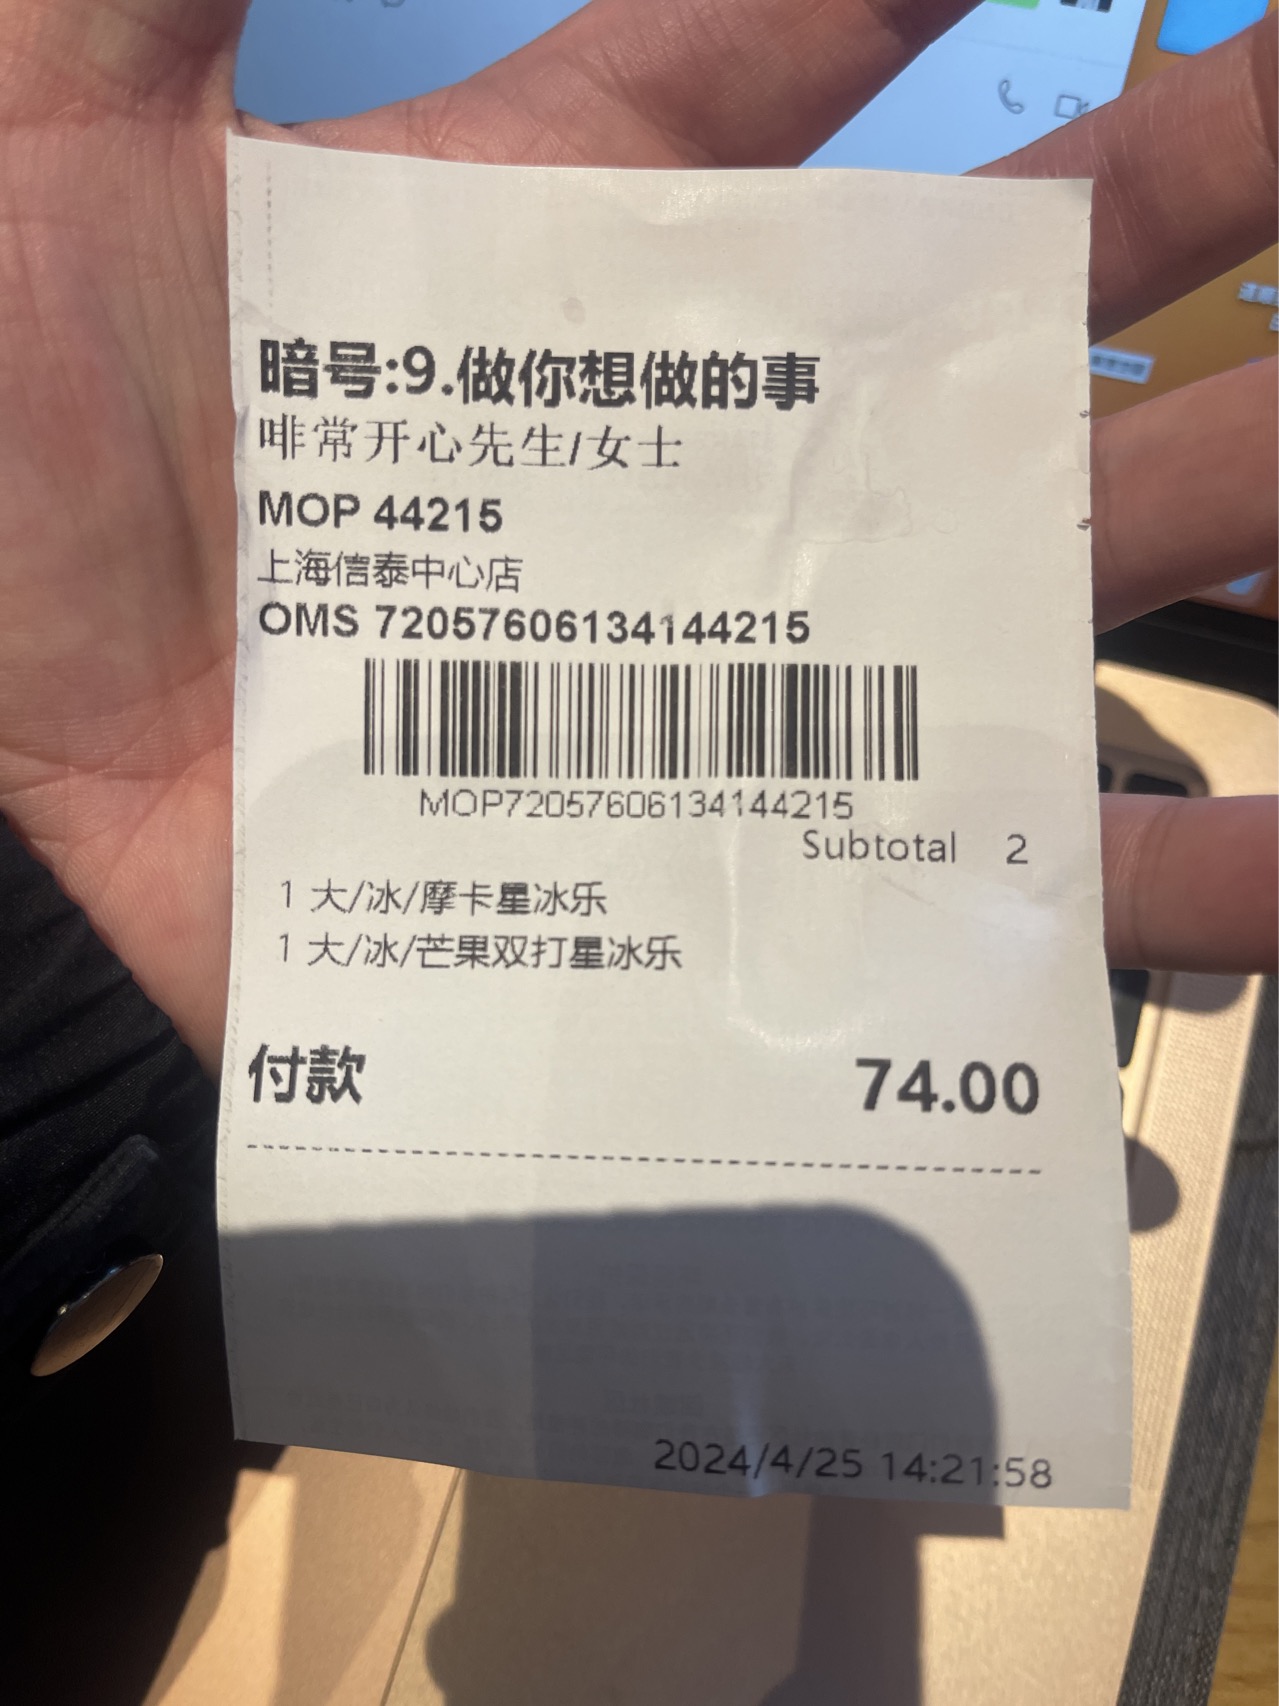 暗号:9.做你想做的事
啡常开心先生/女士
MOP 44215
上海信泰中心店
OMS 72057606134144215
MOP72057606134144215
Subtotal 2
1 大/冰/摩卡星冰乐
1 大/冰/芒果双打星冰乐
付款 74.00
2024/4/25 14:21:58